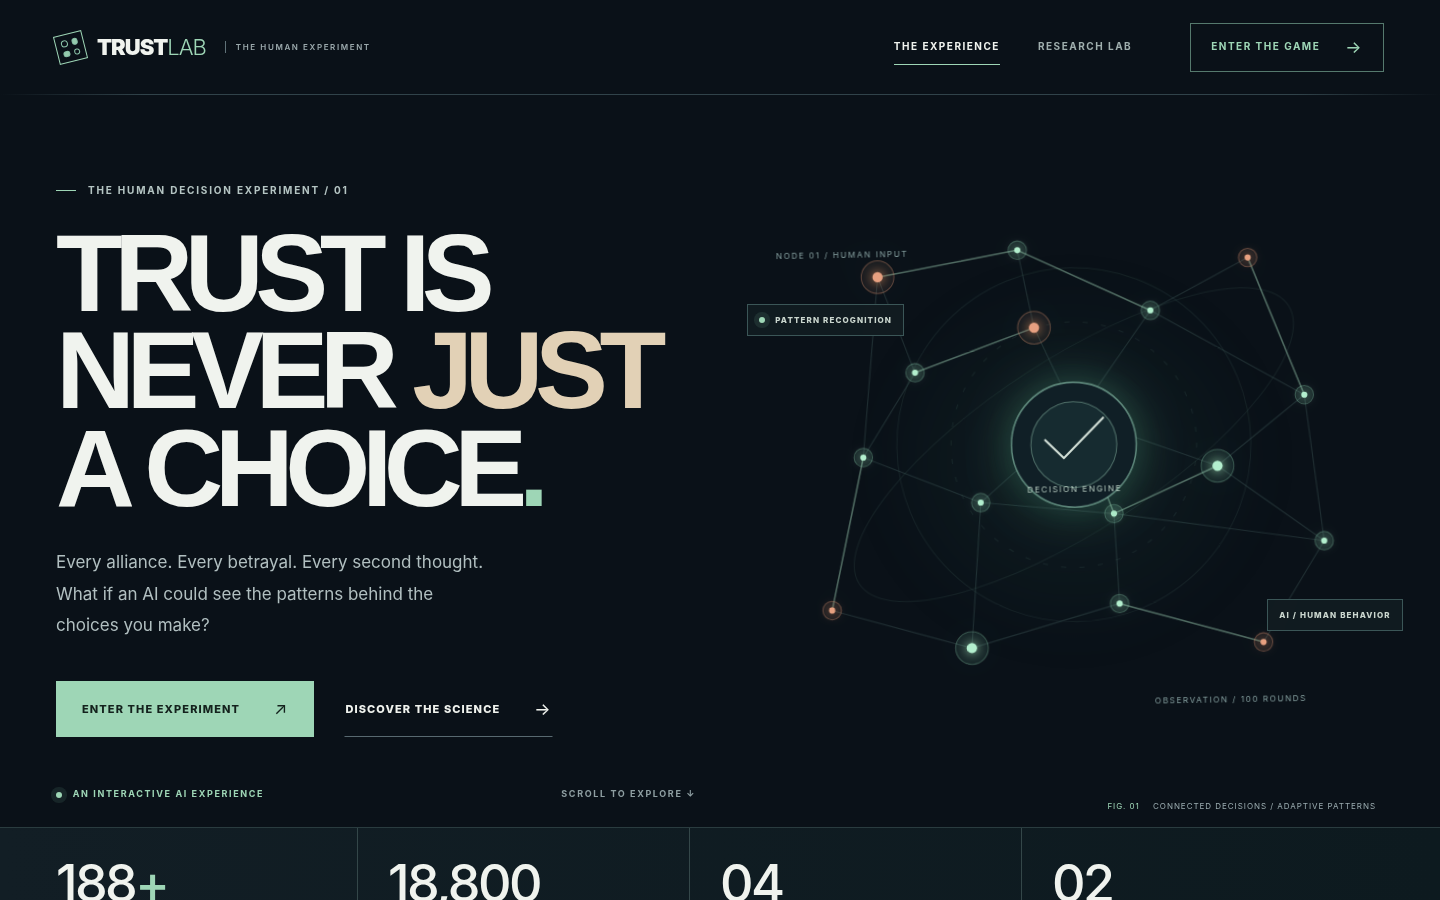 TRUSTLAB
THE HUMAN EXPERIMENT
THE EXPERIENCE
RESEARCH LAB
ENTER THE GAME →
THE HUMAN DECISION EXPERIMENT / 01
TRUST IS
NEVER JUST
A CHOICE.
Every alliance. Every betrayal. Every second thought.
What if an AI could see the patterns behind the
choices you make?
ENTER THE EXPERIMENT ↗
DISCOVER THE SCIENCE →
NODE 01 / HUMAN INPUT
PATTERN RECOGNITION
DECISION ENGINE
AI / HUMAN BEHAVIOR
OBSERVATION / 100 ROUNDS
AN INTERACTIVE AI EXPERIENCE
SCROLL TO EXPLORE ↓
FIG. 01 CONNECTED DECISIONS / ADAPTIVE PATTERNS
188+
18,800
04
02